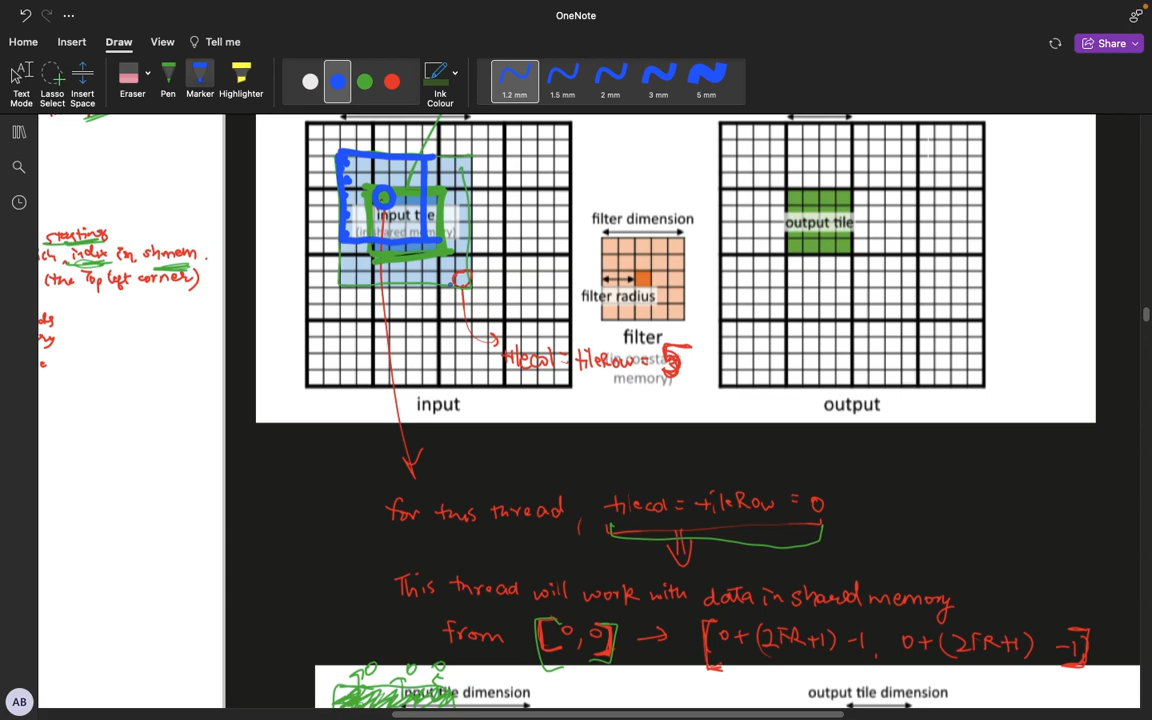 OneNote
Home Insert Draw View Tell me
Share
Text Mode
Lasso Select
Insert Space
Eraser
Pen
Marker
Highlighter
Ink Colour
1.2 mm
1.5 mm
2 mm
3 mm
5 mm
starting
index in shmem.
(the Top left corner)
input tile
(in shared memory)
filter dimension
filter radius
filter
memory)
tilecol = tileRow = 5
output tile
input
output
for this thread, tilecol = tileRow = 0
This thread will work with data in shared memory
from [0, 0] → [0+(2FR+1)-1, 0+(2FR+1)-1]
input tile dimension
output tile dimension
AB